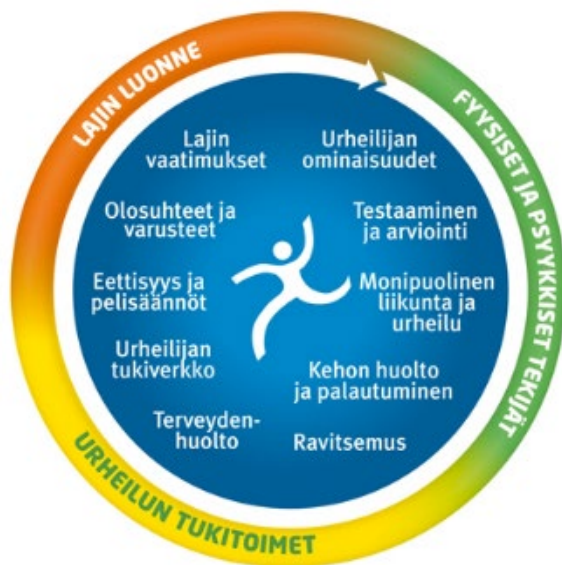 LAJIN LUONNE
FYYSISET JA PSYYKKISET TEKIJÄT
URHEILUN TUKITOIMET
Lajin
vaatimukset
Urheilijan
ominaisuudet
Olosuhteet ja
varusteet
Testaaminen
ja arviointi
Eettisyys ja
pelisäännöt
Monipuolinen
liikunta ja
urheilu
Urheilijan
tukiverkko
Kehon huolto
ja palautuminen
Terveyden-
huolto
Ravitsemus